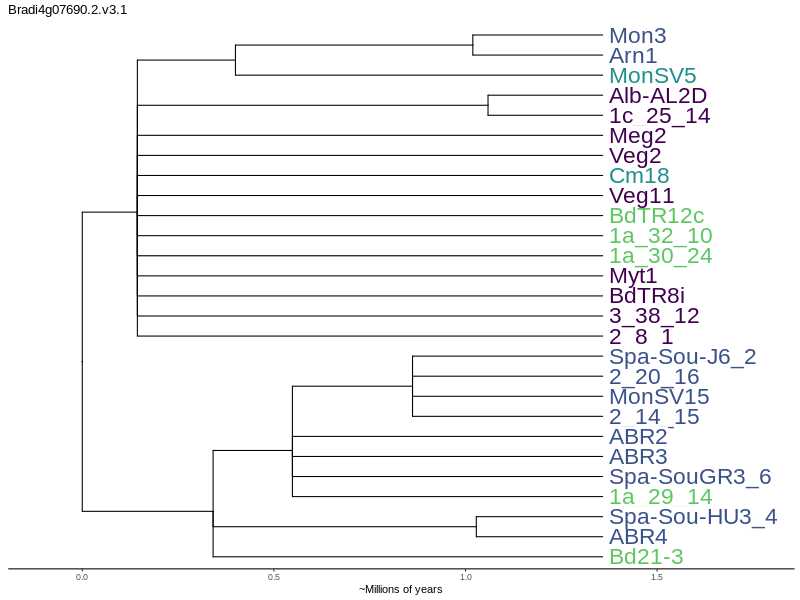 Bradi4g07690.2.v3.1
Mon3
Arn1
MonSV5
Alb-AL2D
1c_25_14
Meg2
Veg2
Cm18
Veg11
BdTR12c
1a_32_10
1a_30_24
Myt1
BdTR8i
3_38_12
2_8_1
Spa-Sou-J6_2
2_20_16
MonSV15
2_14_15
ABR2
ABR3
Spa-SouGR3_6
1a_29_14
Spa-Sou-HU3_4
ABR4
Bd21-3
0.0 0.5 1.0 1.5
~Millions of years